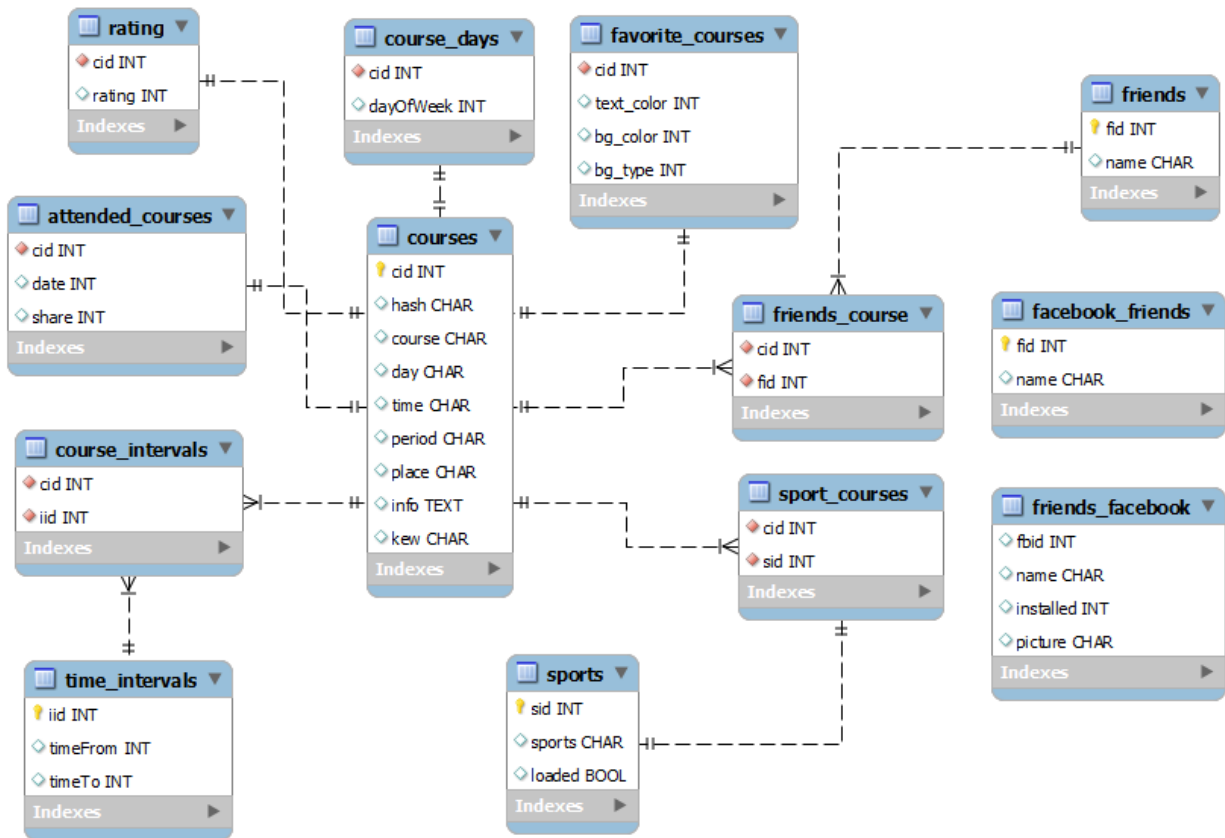 rating
cid INT
rating INT
Indexes
course_days
cid INT
dayOfWeek INT
Indexes
favorite_courses
cid INT
text_color INT
bg_color INT
bg_type INT
Indexes
friends
fid INT
name CHAR
Indexes
attended_courses
cid INT
date INT
share INT
Indexes
courses
cid INT
hash CHAR
course CHAR
day CHAR
time CHAR
period CHAR
place CHAR
info TEXT
kew CHAR
Indexes
friends_course
cid INT
fid INT
Indexes
facebook_friends
fid INT
name CHAR
Indexes
course_intervals
cid INT
iid INT
Indexes
sport_courses
cid INT
sid INT
Indexes
friends_facebook
fbid INT
name CHAR
installed INT
picture CHAR
Indexes
time_intervals
iid INT
timeFrom INT
timeTo INT
Indexes
sports
sid INT
sports CHAR
loaded BOOL
Indexes